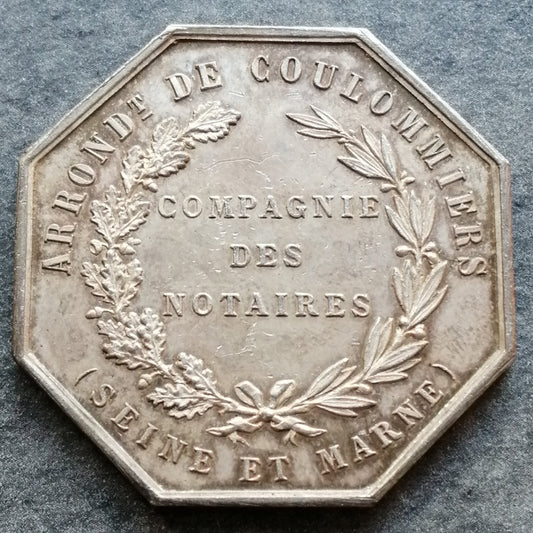 ARRONDT DE COULOMMIERS
COMPAGNIE
DES
NOTAIRES
(SEINE ET MARNE)